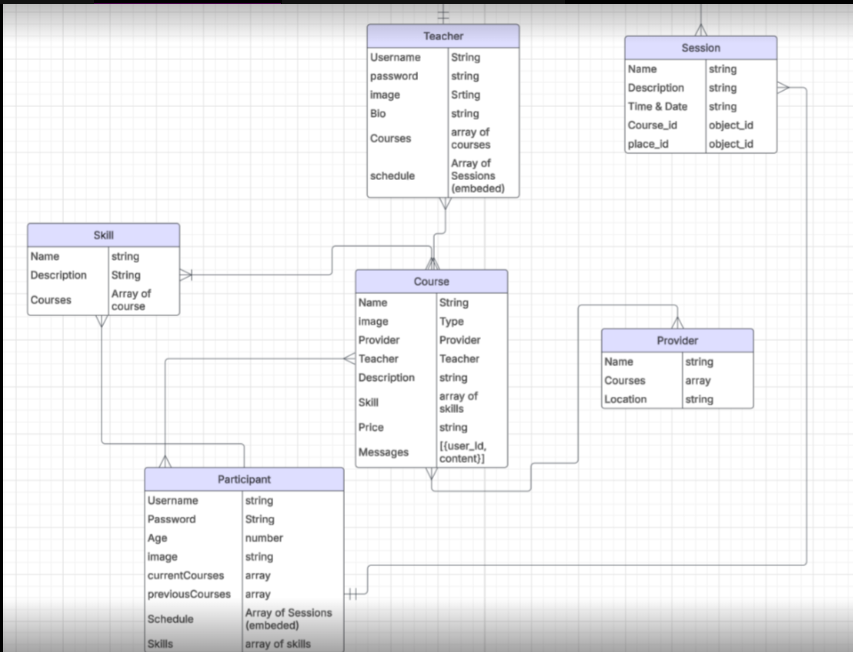 Teacher
Username String
password string
image Srting
Bio string
Courses array of
courses
schedule Array of
Sessions
(embeded)
Session
Name string
Description string
Time & Date string
Course_id object_id
place_id object_id
Skill
Name string
Description String
Courses Array of
course
Course
Name String
image Type
Provider Provider
Teacher Teacher
Description string
Skill array of
skills
Price string
Messages [{user_id,
content}]
Provider
Name string
Courses array
Location string
Participant
Username string
Password String
Age number
image string
currentCourses array
previousCourses array
Schedule Array of Sessions
(embeded)
Skills array of skills